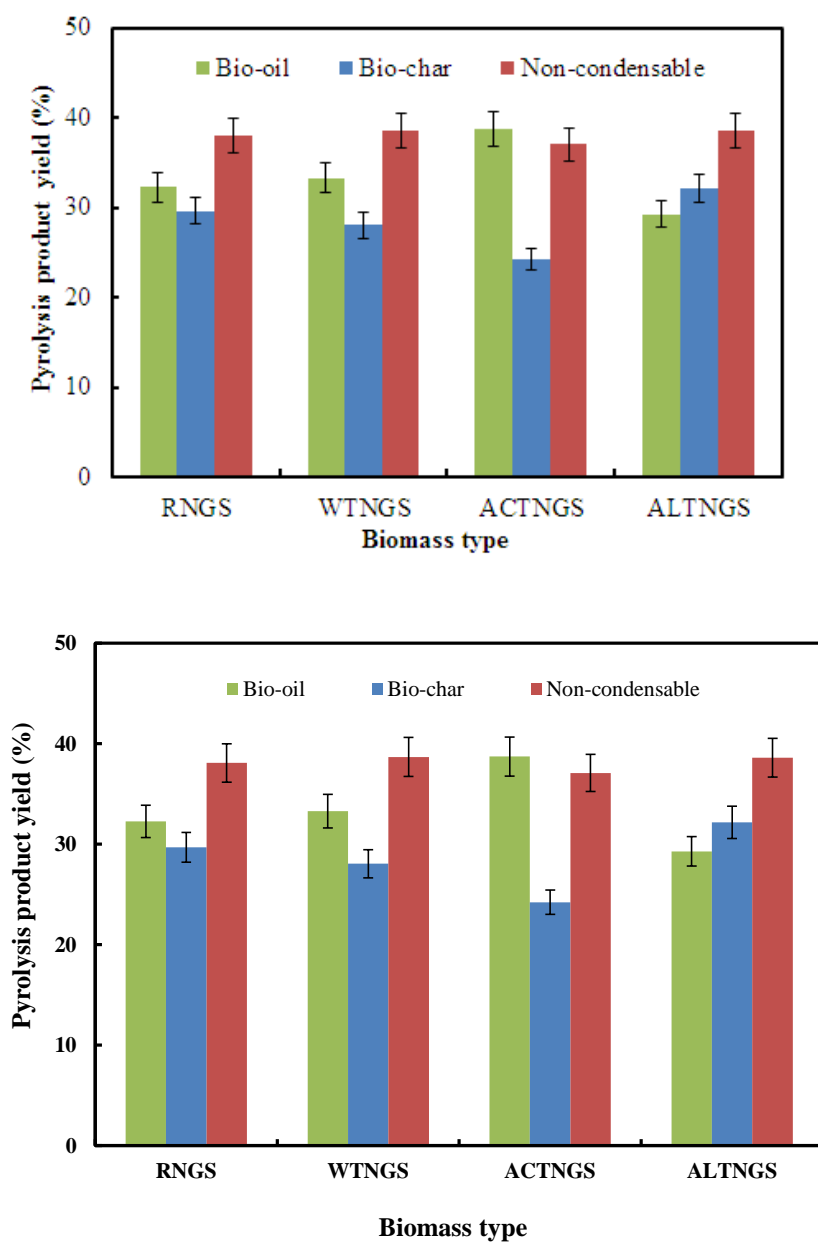 50
Bio-oil Bio-char Non-condensable
40
30
20
10
0
Pyrolysis product yield (%)
RNGS WTNGS ACTNGS ALTNGS
Biomass type
50
Bio-oil Bio-char Non-condensable
40
30
20
10
0
Pyrolysis product yield (%)
RNGS WTNGS ACTNGS ALTNGS
Biomass type